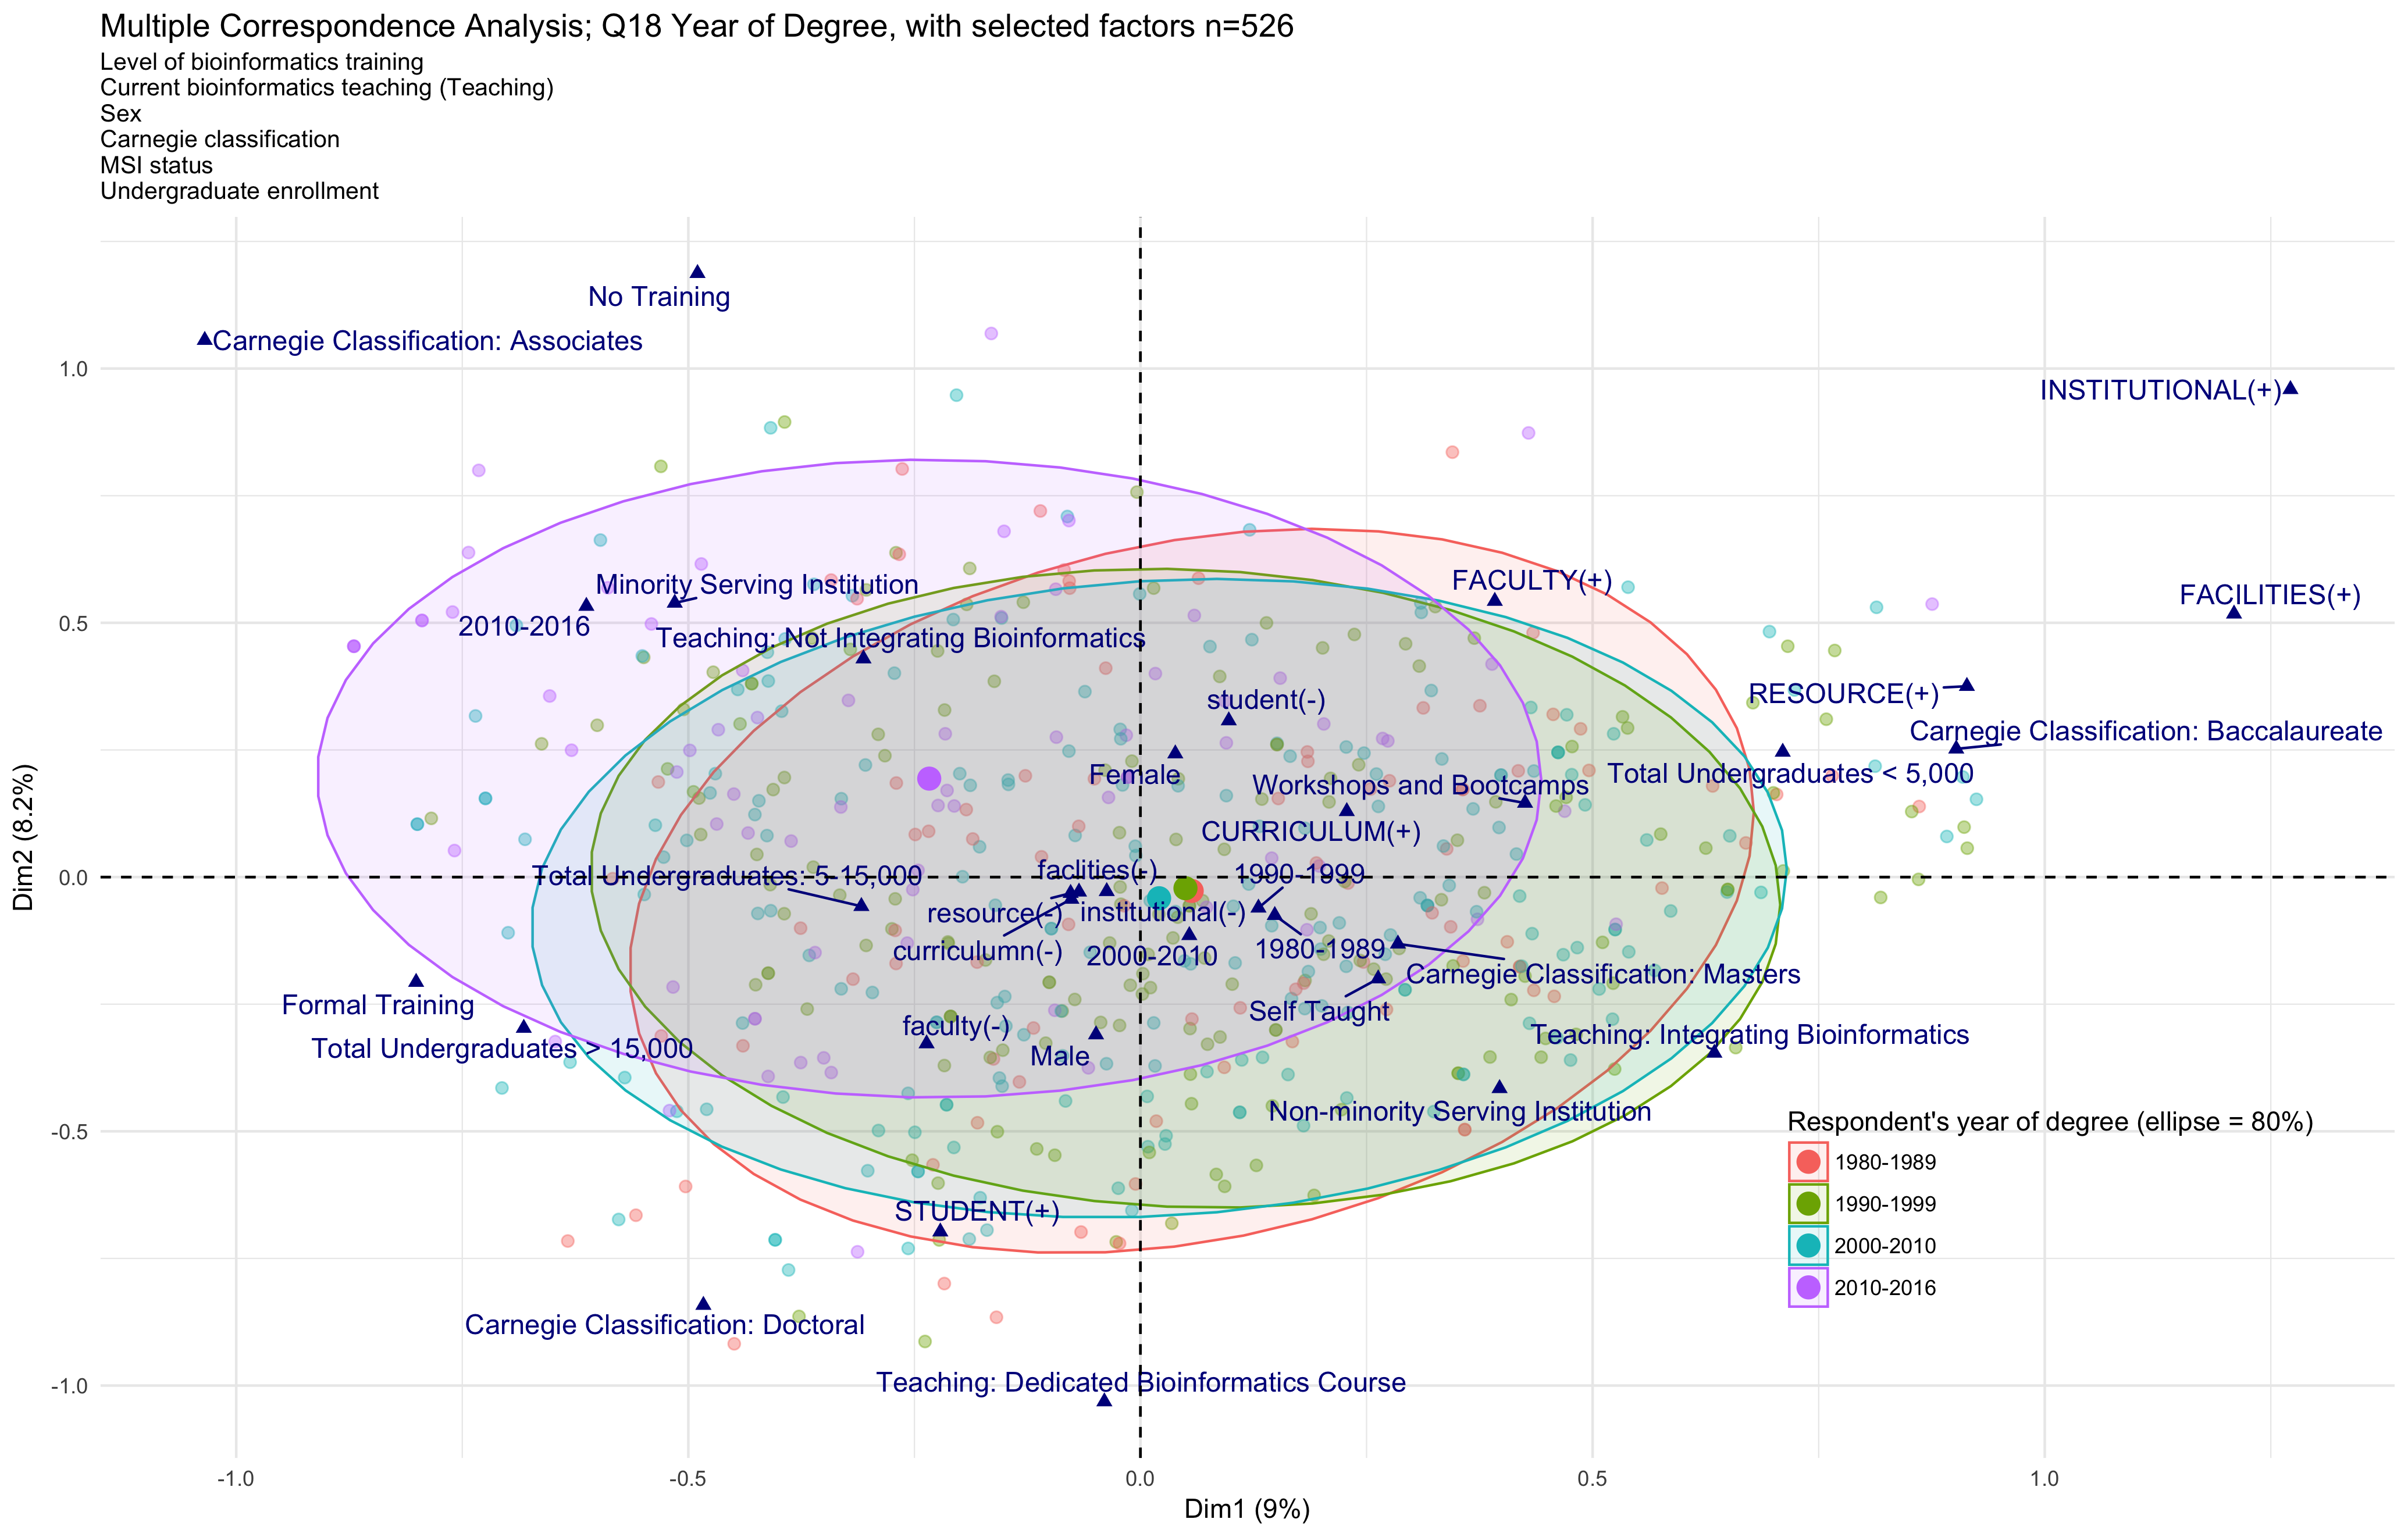 Multiple Correspondence Analysis; Q18 Year of Degree, with selected factors n=526
Level of bioinformatics training
Current bioinformatics teaching (Teaching)
Sex
Carnegie classification
MSI status
Undergraduate enrollment
No Training
Carnegie Classification: Associates
1.0
INSTITUTIONAL(+)
Minority Serving Institution
FACULTY(+)
FACILITIES(+)
0.5
2010-2016
Teaching: Not Integrating Bioinformatics
RESOURCE(+)
student(-)
Carnegie Classification: Baccalaureate
Female
Total Undergraduates < 5,000
Workshops and Bootcamps
CURRICULUM(+)
Dim2 (8.2%)
0.0
Total Undergraduates: 5-15,000
faclities(-)
1990-1999
resource(-)
institutional(-)
curriculumn(-)
2000-2010
1980-1989
Carnegie Classification: Masters
Formal Training
Self Taught
faculty(-)
Teaching: Integrating Bioinformatics
Total Undergraduates > 15,000
Male
Non-minority Serving Institution
-0.5
Respondent's year of degree (ellipse = 80%)
1980-1989
1990-1999
2000-2010
2010-2016
STUDENT(+)
Carnegie Classification: Doctoral
-1.0
Teaching: Dedicated Bioinformatics Course
-1.0
-0.5
0.0
0.5
1.0
Dim1 (9%)